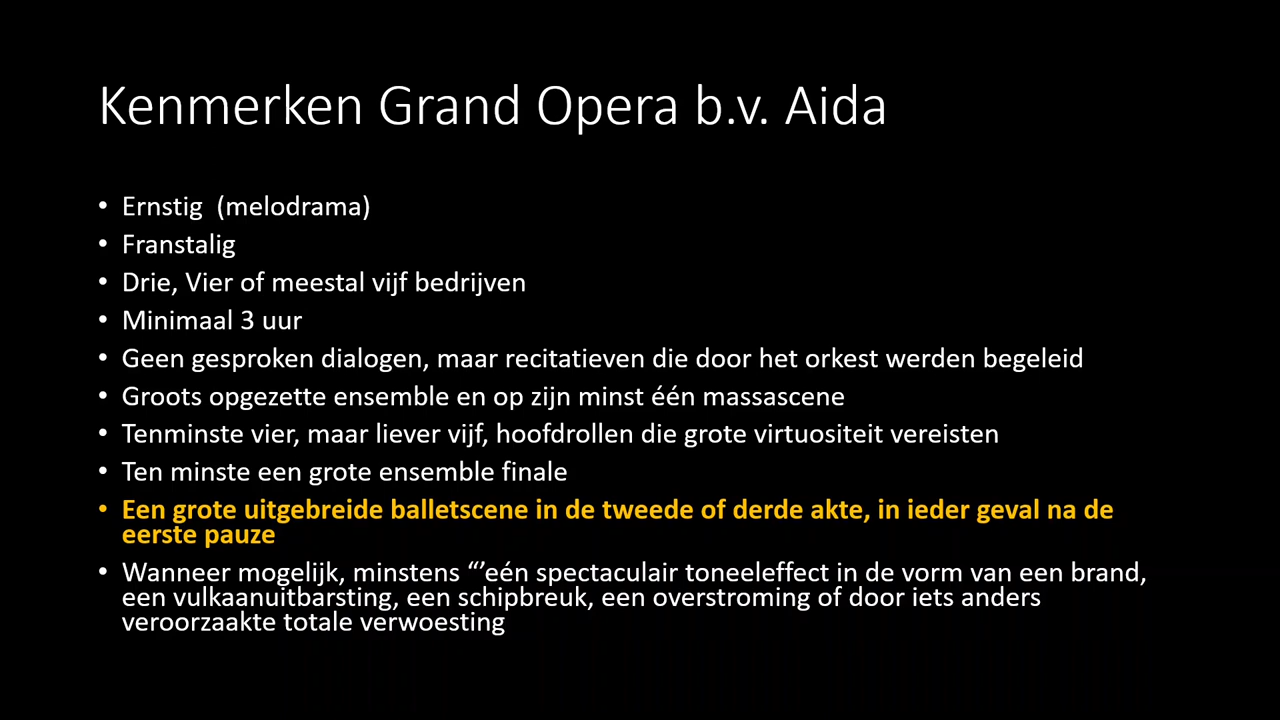 Kenmerken Grand Opera b.v. Aida
• Ernstig  (melodrama)
• Franstalig
• Drie, Vier of meestal vijf bedrijven
• Minimaal 3 uur
• Geen gesproken dialogen, maar recitatieven die door het orkest werden begeleid
• Groots opgezette ensemble en op zijn minst één massascene
• Tenminste vier, maar liever vijf, hoofdrollen die grote virtuositeit vereisten
• Ten minste een grote ensemble finale
• Een grote uitgebreide balletscene in de tweede of derde akte, in ieder geval na de
eerste pauze
• Wanneer mogelijk, minstens “’eén spectaculair toneeleffect in de vorm van een brand,
een vulkaanuitbarsting, een schipbreuk, een overstroming of door iets anders
veroorzaakte totale verwoesting